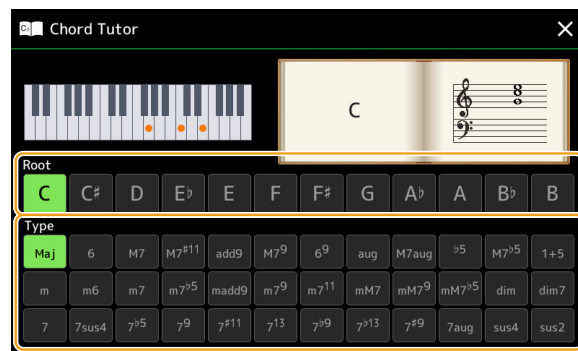 C7 Chord Tutor
C
Root
C C♯ D E♭ E F F♯ G A♭ A B♭ B
Type
Maj 6 M7 M7♯11 add9 M79 69 aug M7aug ♭5 M7♭5 1+5
m m6 m7 m7♭5 madd9 m79 m711 mM7 mM79 mM7♭5 dim dim7
7 7sus4 7♭5 79 7♯11 713 7♭9 7♭13 7♯9 7aug sus4 sus2